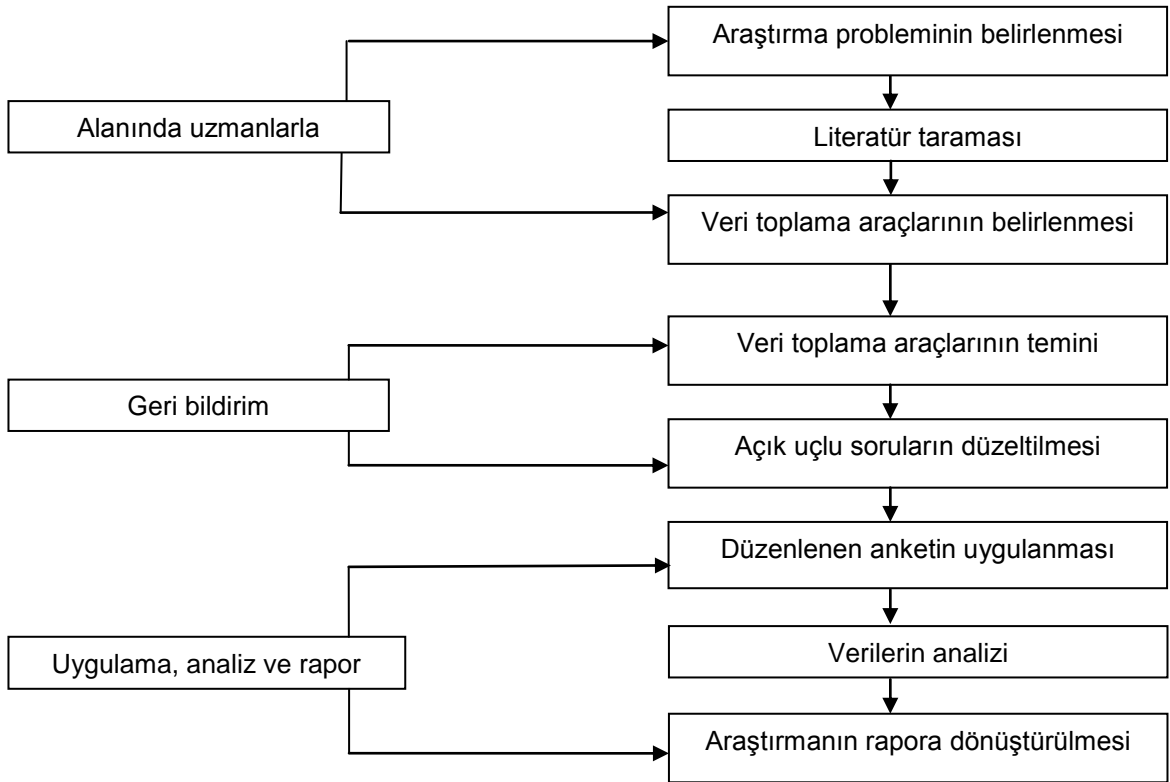 Araştırma probleminin belirlenmesi
Alanında uzmanlarla
Literatür taraması
Veri toplama araçlarının belirlenmesi
Veri toplama araçlarının temini
Geri bildirim
Açık uçlu soruların düzeltilmesi
Düzenlenen anketin uygulanması
Uygulama, analiz ve rapor
Verilerin analizi
Araştırmanın rapora dönüştürülmesi